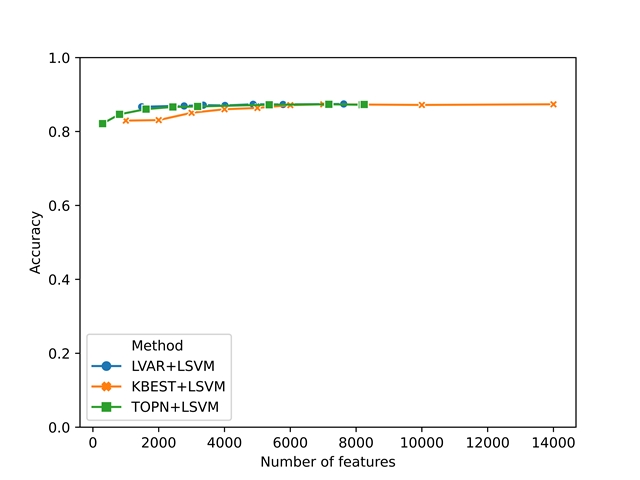 1.0
0.8
0.6
0.4
0.2
0.0
Accuracy
Method
LVAR+LSVM
KBEST+LSVM
TOPN+LSVM
0 2000 4000 6000 8000 10000 12000 14000
Number of features